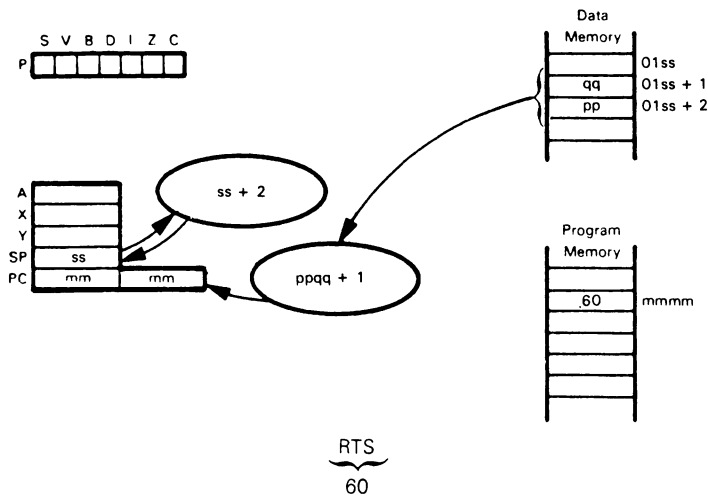 S V B D I Z C
P
Data
Memory
01ss
qq 01ss + 1
pp 01ss + 2
A
X
Y
SP ss
PC mm mm
ss + 2
ppqq + 1
Program
Memory
60 mmmm
RTS
60